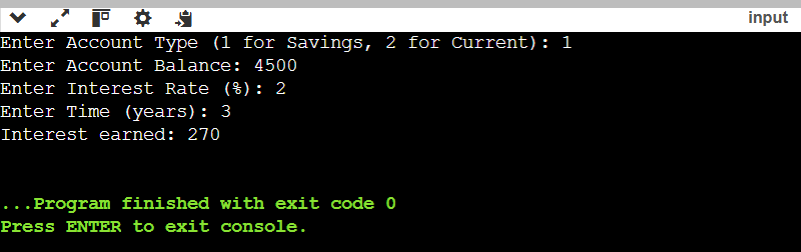 input
Enter Account Type (1 for Savings, 2 for Current): 1
Enter Account Balance: 4500
Enter Interest Rate (%): 2
Enter Time (years): 3
Interest earned: 270
...Program finished with exit code 0
Press ENTER to exit console.